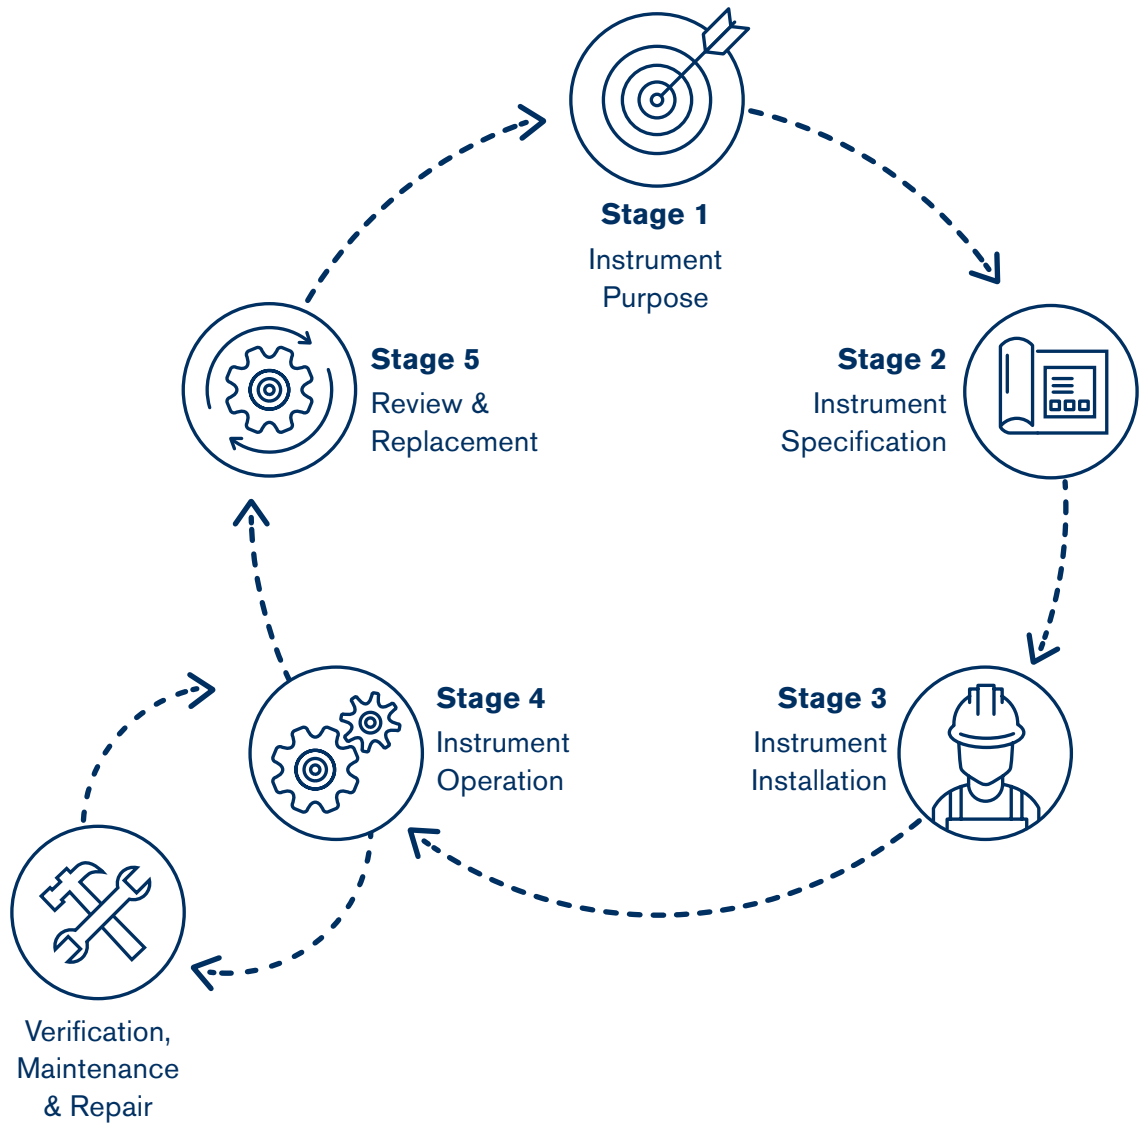 Stage 1
Instrument
Purpose
Stage 2
Instrument
Specification
Stage 3
Instrument
Installation
Stage 4
Instrument
Operation
Stage 5
Review &
Replacement
Verification,
Maintenance
& Repair